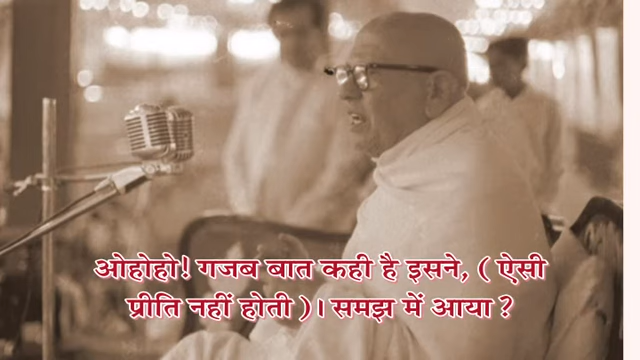 ओहोहो! गजब बात कही है इसने, ( ऐसी
प्रीति नहीं होती )। समझ में आया ?